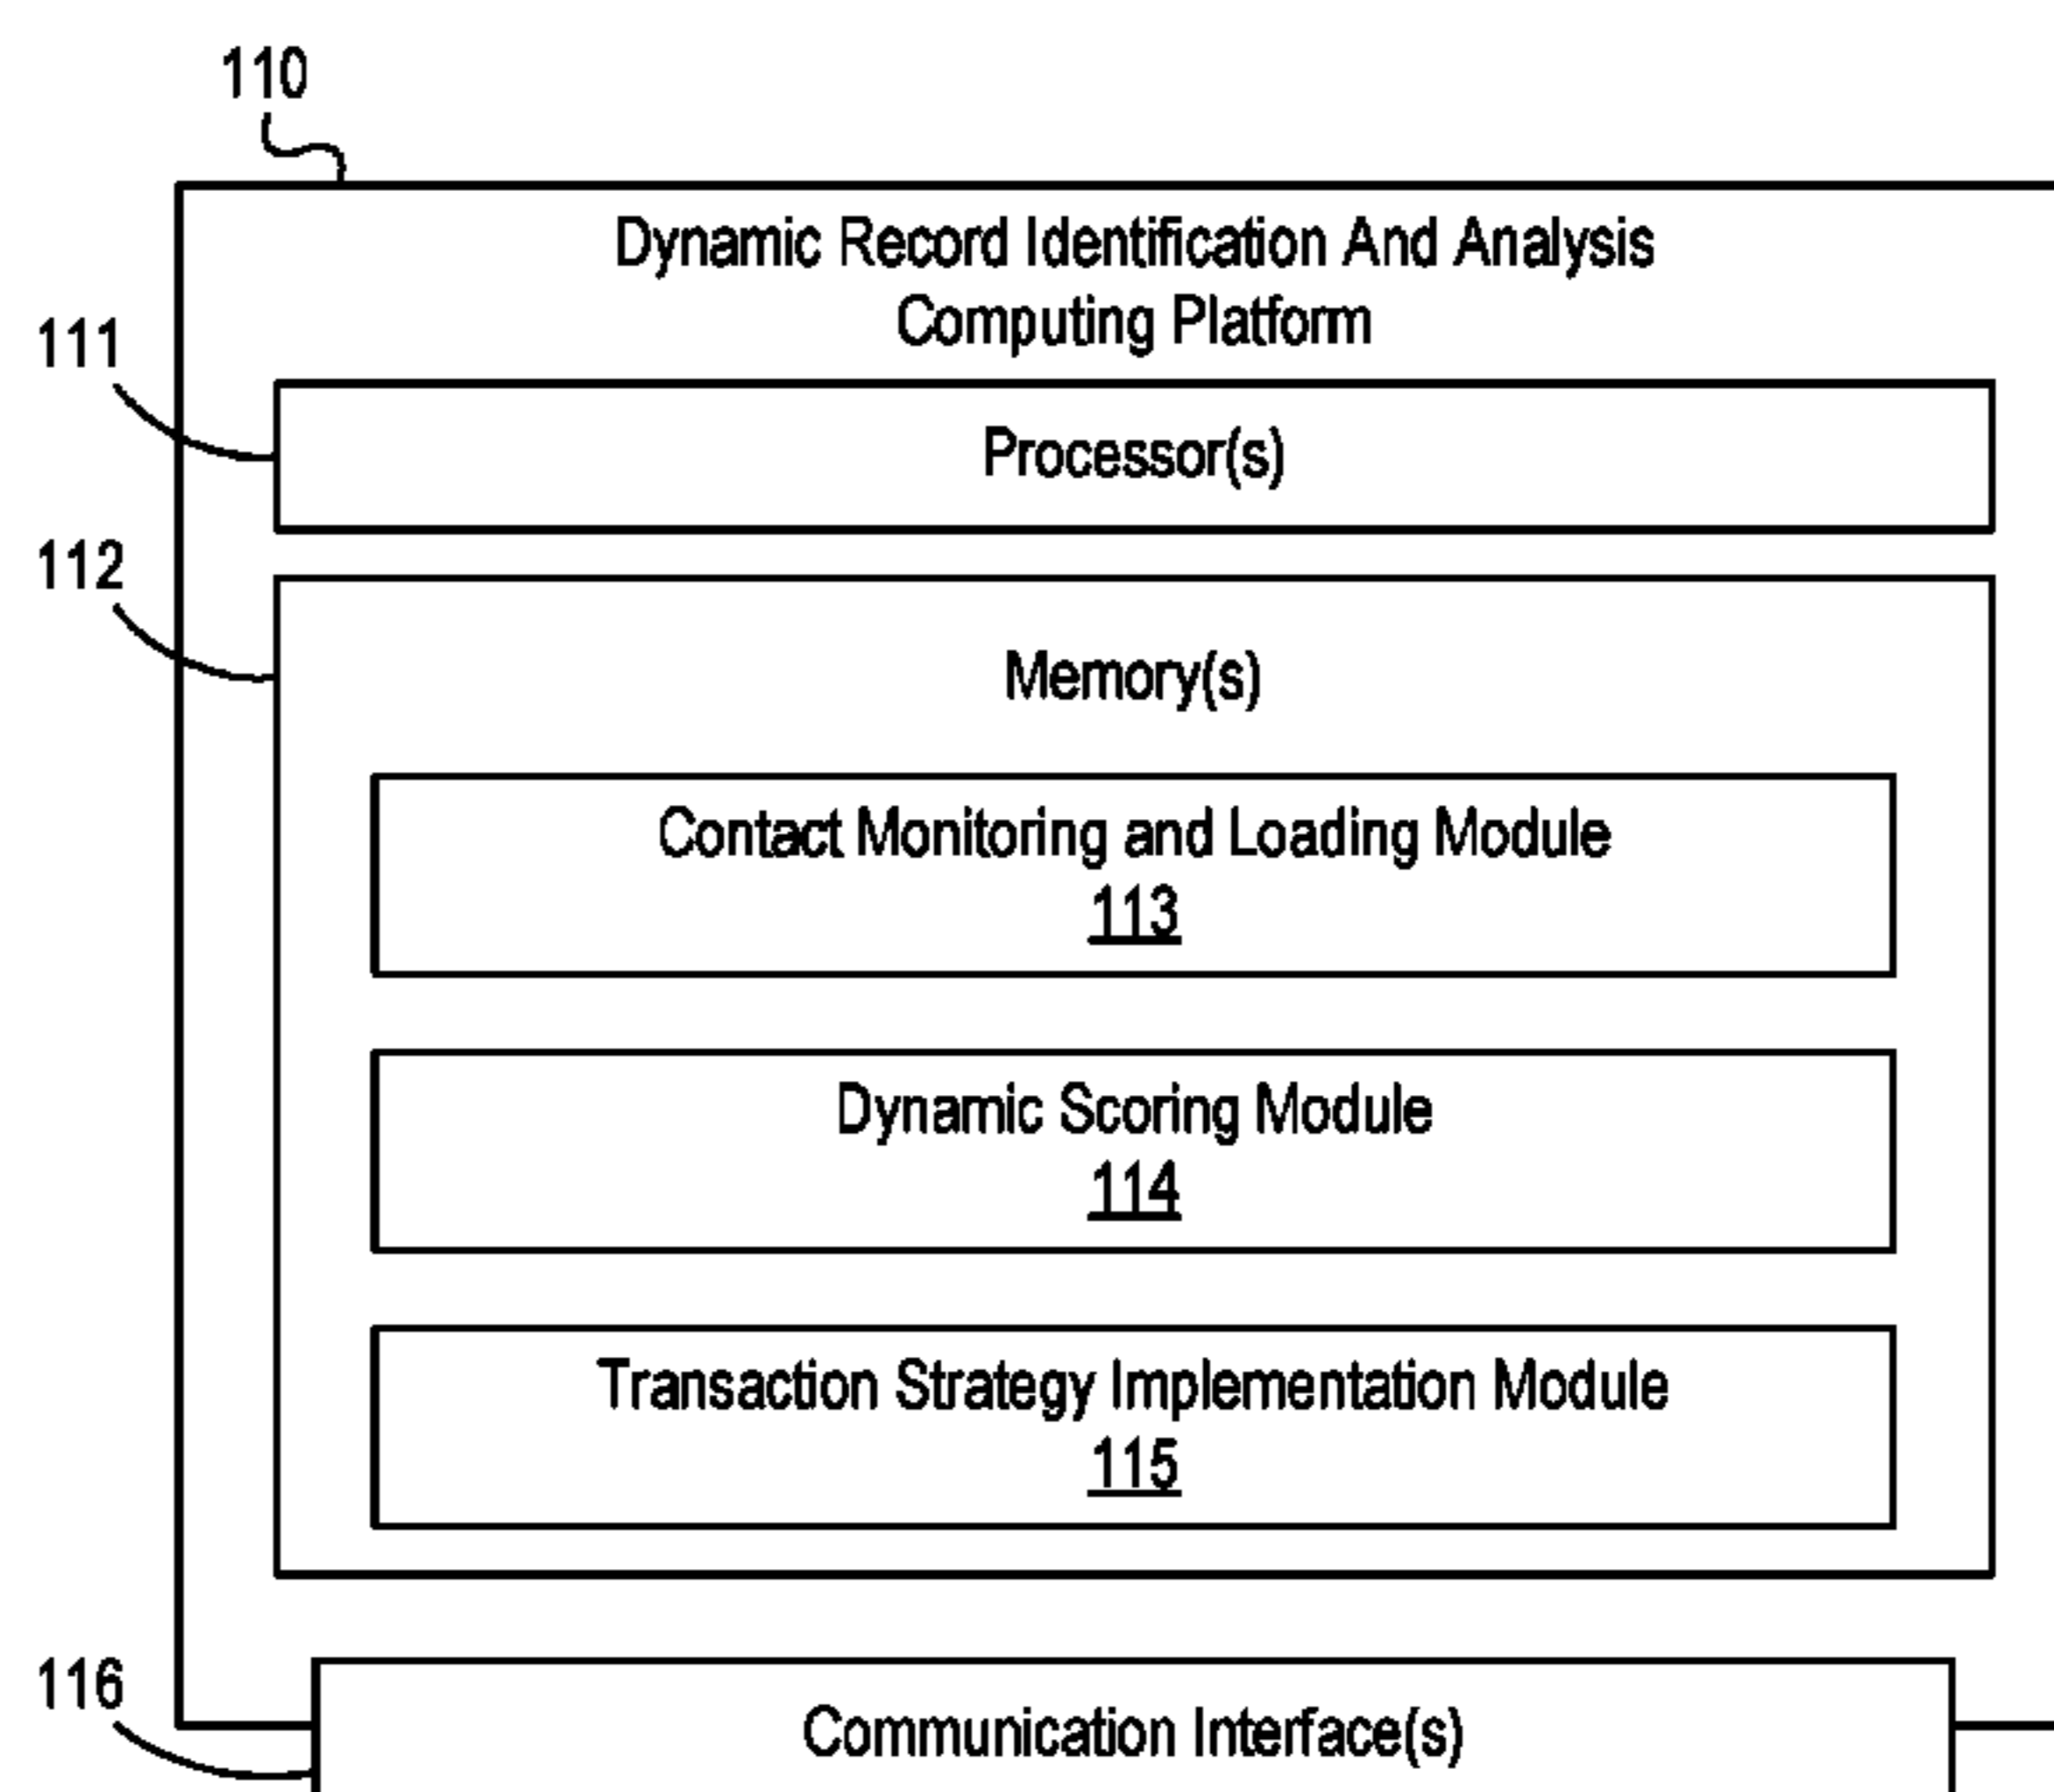 110
Dynamic Record Identification And Analysis
Computing Platform
111
Processor(s)
112
Memory(s)
Contact Monitoring and Loading Module
113
Dynamic Scoring Module
114
Transaction Strategy Implementation Module
115
116
Communication Interface(s)